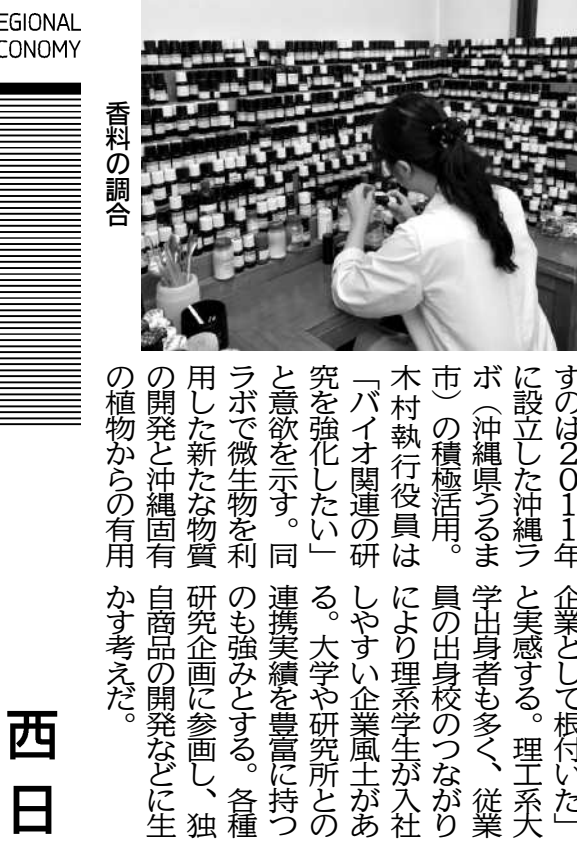 EGIONAL
CONOMY
香料の調合
すのは2011年
に設立した沖縄ラ
ボ（沖縄県うるま
市）の積極活用。
木村執行役員は
「バイオ関連の研
究を強化したい」
と意欲を示す。同
ラボで微生物を利
用した新たな物質
の開発と沖縄固有
の植物からの有用
企業として根付いた」
と実感する。理工系大
学出身者も多く、従業
員の出身校のつながり
により理系学生が入社
しやすい企業風土があ
る。大学や研究所との
連携実績を豊富に持つ
のも強みとする。各種
研究企画に参画し、独
自商品の開発などに生
かす考えだ。
西日